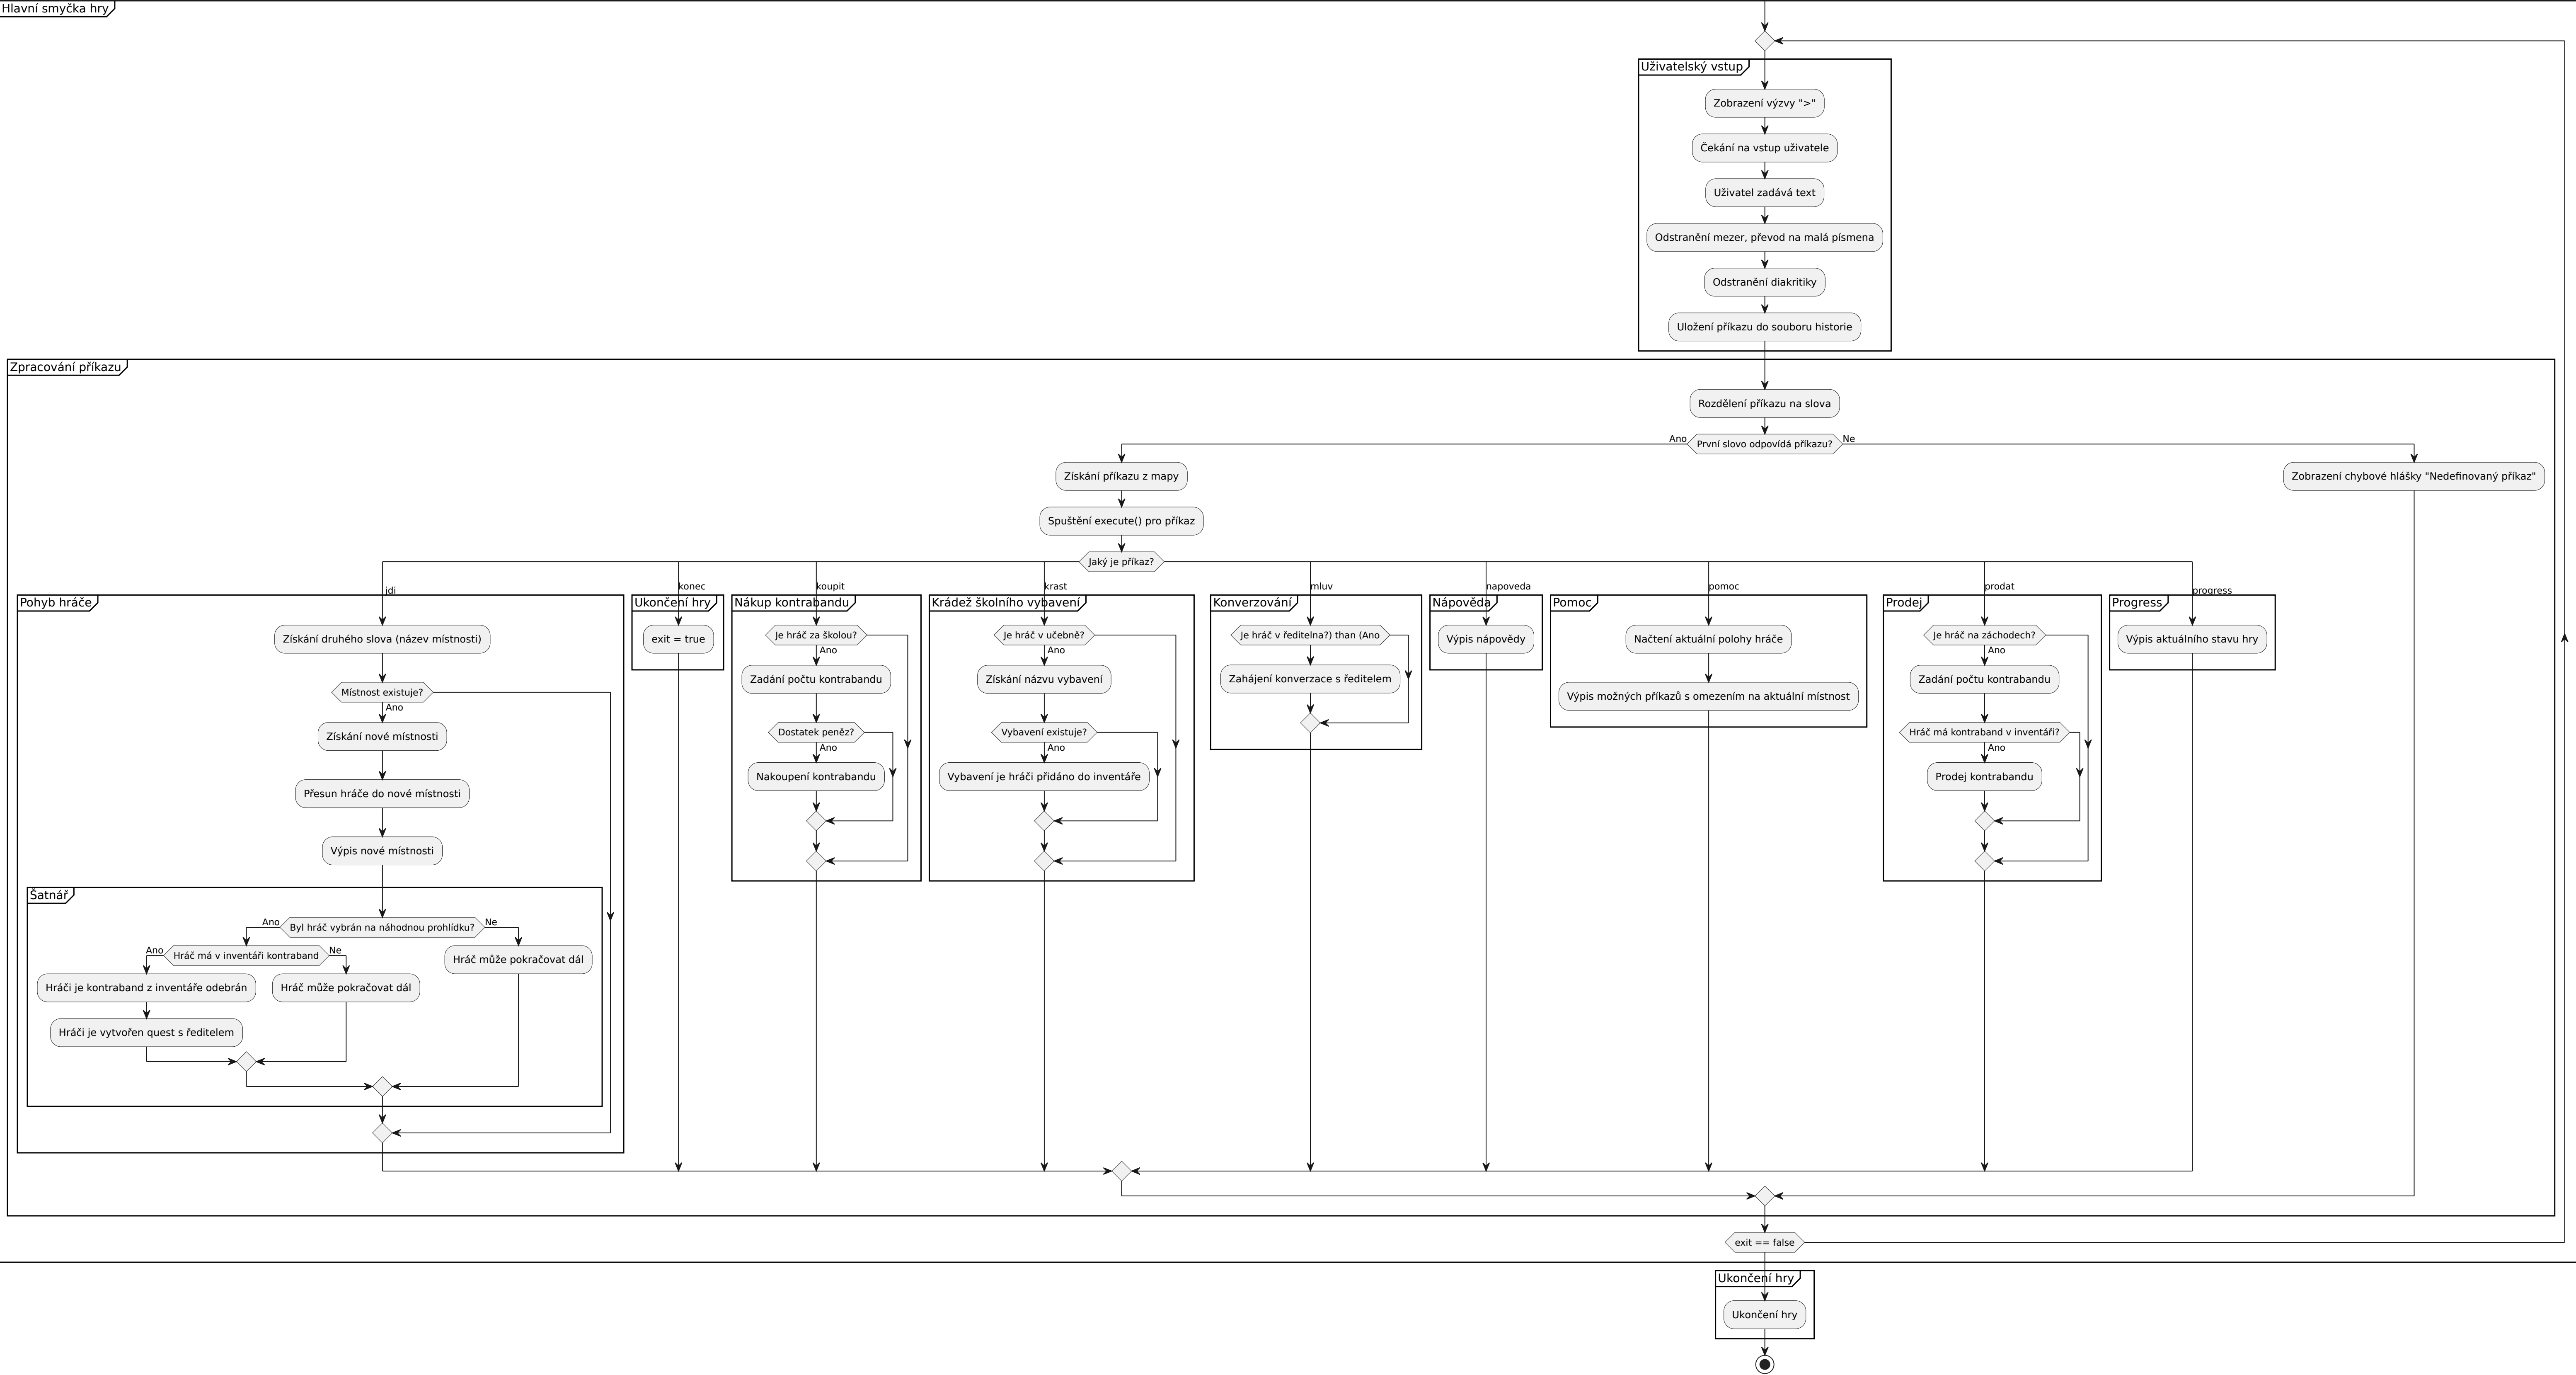 Hlavní smyčka hry
Uživatelský vstup
Zobrazení výzvy ">"
Čekání na vstup uživatele
Uživatel zadává text
Odstranění mezer, převod na malá písmena
Odstranění diakritiky
Uložení příkazu do souboru historie
Zpracování příkazu
Rozdělení příkazu na slova
Ano
První slovo odpovídá příkazu?
Ne
Získání příkazu z mapy
Zobrazení chybové hlášky "Nedefinovaný příkaz"
Spuštění execute() pro příkaz
Jaký je příkaz?
jdi
Pohyb hráče
Získání druhého slova (název místnosti)
Místnost existuje?
Ano
Získání nové místnosti
Přesun hráče do nové místnosti
Výpis nové místnosti
Šatnář
Ano
Byl hráč vybrán na náhodnou prohlídku?
Ne
Ano
Hráč má v inventáři kontraband
Ne
Hráč může pokračovat dál
Hráči je kontraband z inventáře odebrán
Hráč může pokračovat dál
Hráči je vytvořen quest s ředitelem
konec
Ukončení hry
exit = true
koupit
Nákup kontrabandu
Je hráč za školou?
Ano
Zadání počtu kontrabandu
Dostatek peněz?
Ano
Nakoupení kontrabandu
krast
Krádež školního vybavení
Je hráč v učebně?
Ano
Získání názvu vybavení
Vybavení existuje?
Ano
Vybavení je hráči přidáno do inventáře
mluv
Konverzování
Je hráč v ředitelna?) than (Ano
Zahájení konverzace s ředitelem
napoveda
Nápověda
Výpis nápovědy
pomoc
Pomoc
Načtení aktuální polohy hráče
Výpis možných příkazů s omezením na aktuální místnost
prodat
Prodej
Je hráč na záchodech?
Ano
Zadání počtu kontrabandu
Hráč má kontraband v inventáři?
Ano
Prodej kontrabandu
progress
Progress
Výpis aktuálního stavu hry
exit == false
Ukončení hry
Ukončení hry